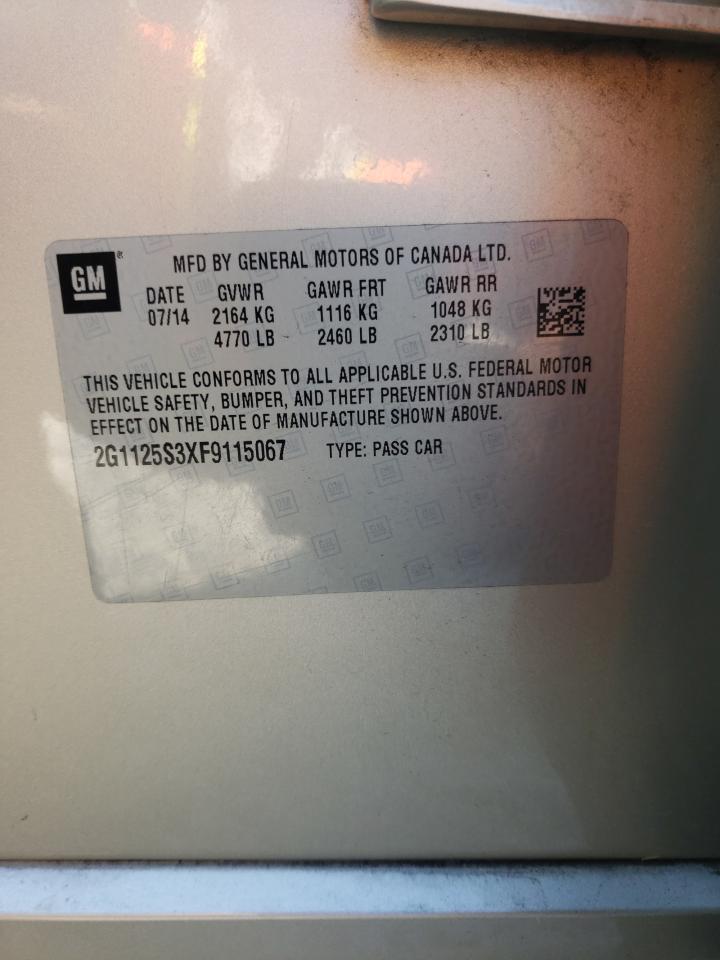 GM®
MFD BY GENERAL MOTORS OF CANADA LTD.
DATE GVWR GAWR FRT GAWR RR
07/14 2164 KG 1116 KG 1048 KG
4770 LB 2460 LB 2310 LB
THIS VEHICLE CONFORMS TO ALL APPLICABLE U.S. FEDERAL MOTOR
VEHICLE SAFETY, BUMPER, AND THEFT PREVENTION STANDARDS IN
EFFECT ON THE DATE OF MANUFACTURE SHOWN ABOVE.
2G1125S3XF9115067 TYPE: PASS CAR